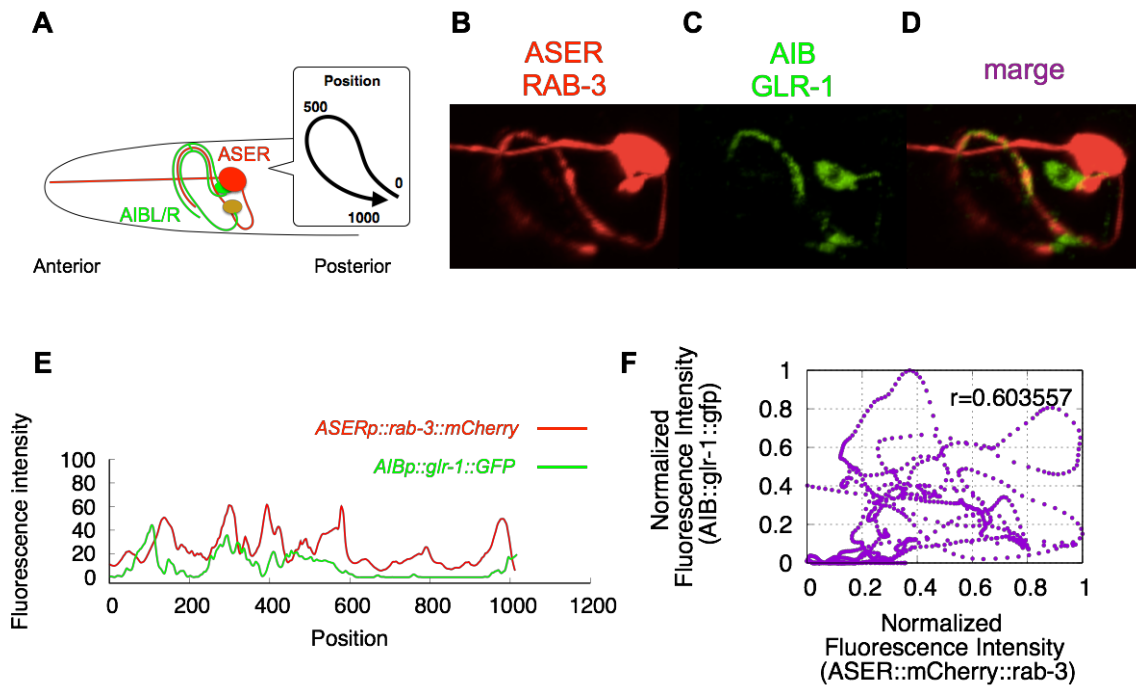 A
Position
500
0
1000
ASER
AIBL/R
Anterior
Posterior
B
ASER
RAB-3
C
AIB
GLR-1
D
marge
E
Fluorescence intensity
ASERp::rab-3::mCherry
AIBp::glr-1::GFP
100
80
60
40
20
0
0 200 400 600 800 1000 1200
Position
F
Normalized
Fluorescence Intensity
(AIB::glr-1::gfp)
r=0.603557
1
0.8
0.6
0.4
0.2
0
0 0.2 0.4 0.6 0.8 1
Normalized
Fluorescence Intensity
(ASER::mCherry::rab-3)